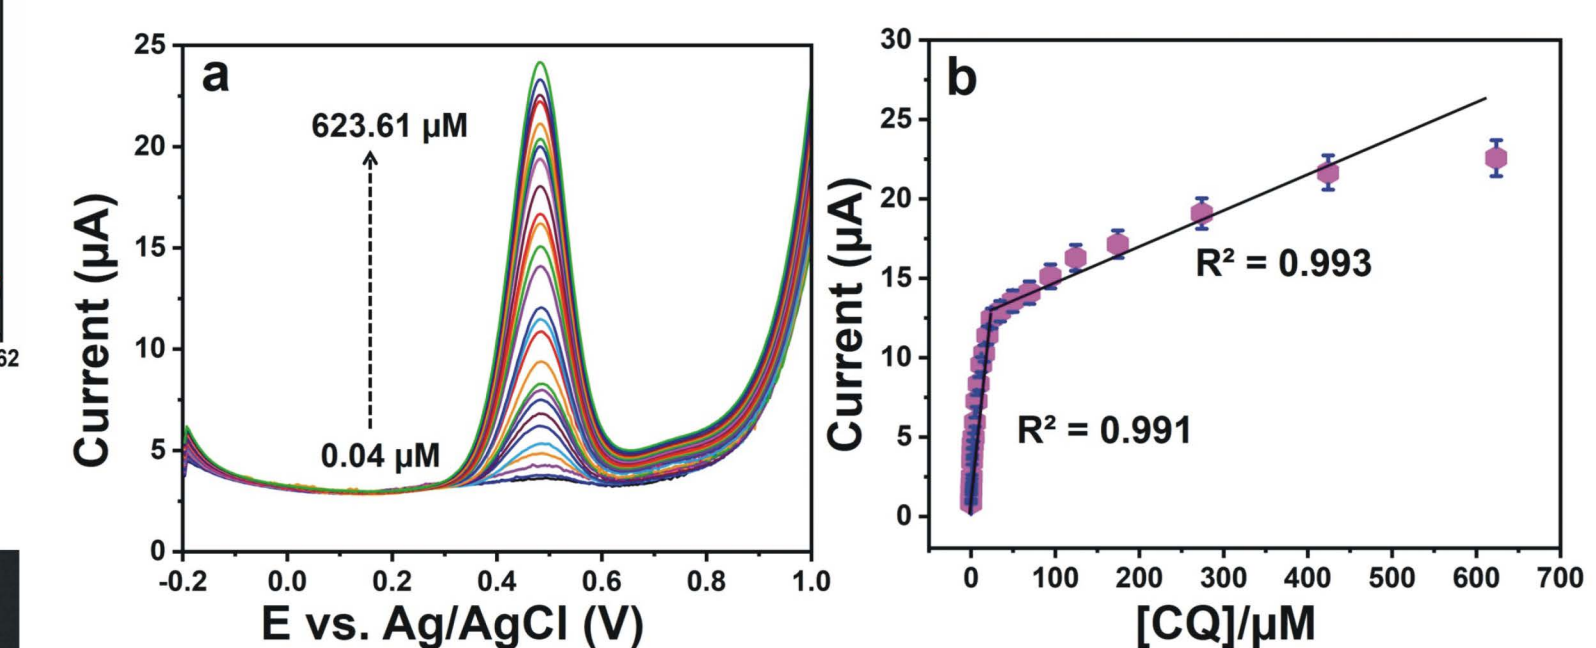 62
a
25
20
15
10
5
0
Current (µA)
623.61 µM
0.04 µM
-0.2 0.0 0.2 0.4 0.6 0.8 1.0
E vs. Ag/AgCl (V)
b
30
25
20
15
10
5
0
Current (µA)
R² = 0.993
R² = 0.991
0 100 200 300 400 500 600 700
[CQ]/µM